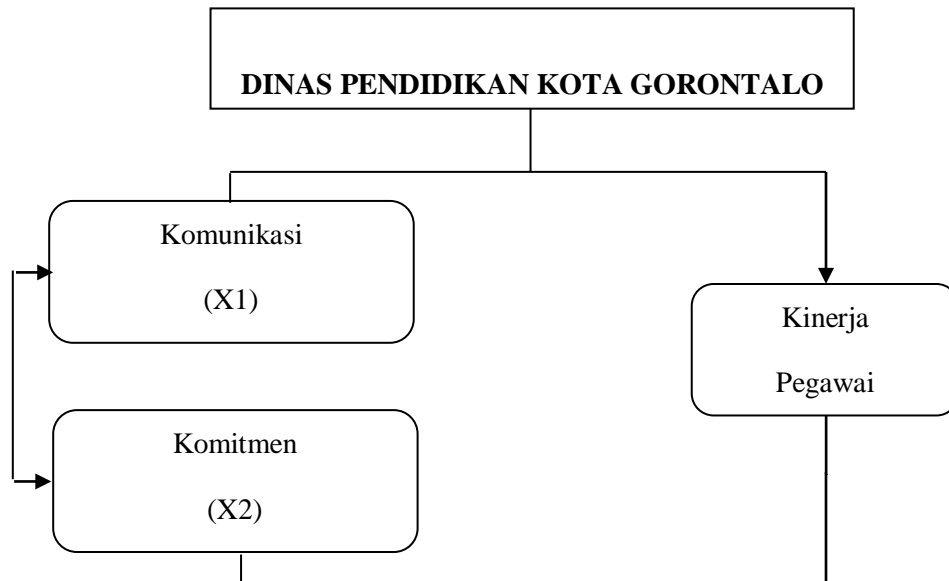 DINAS PENDIDIKAN KOTA GORONTALO
Komunikasi
(X1)
Kinerja
Pegawai
Komitmen
(X2)